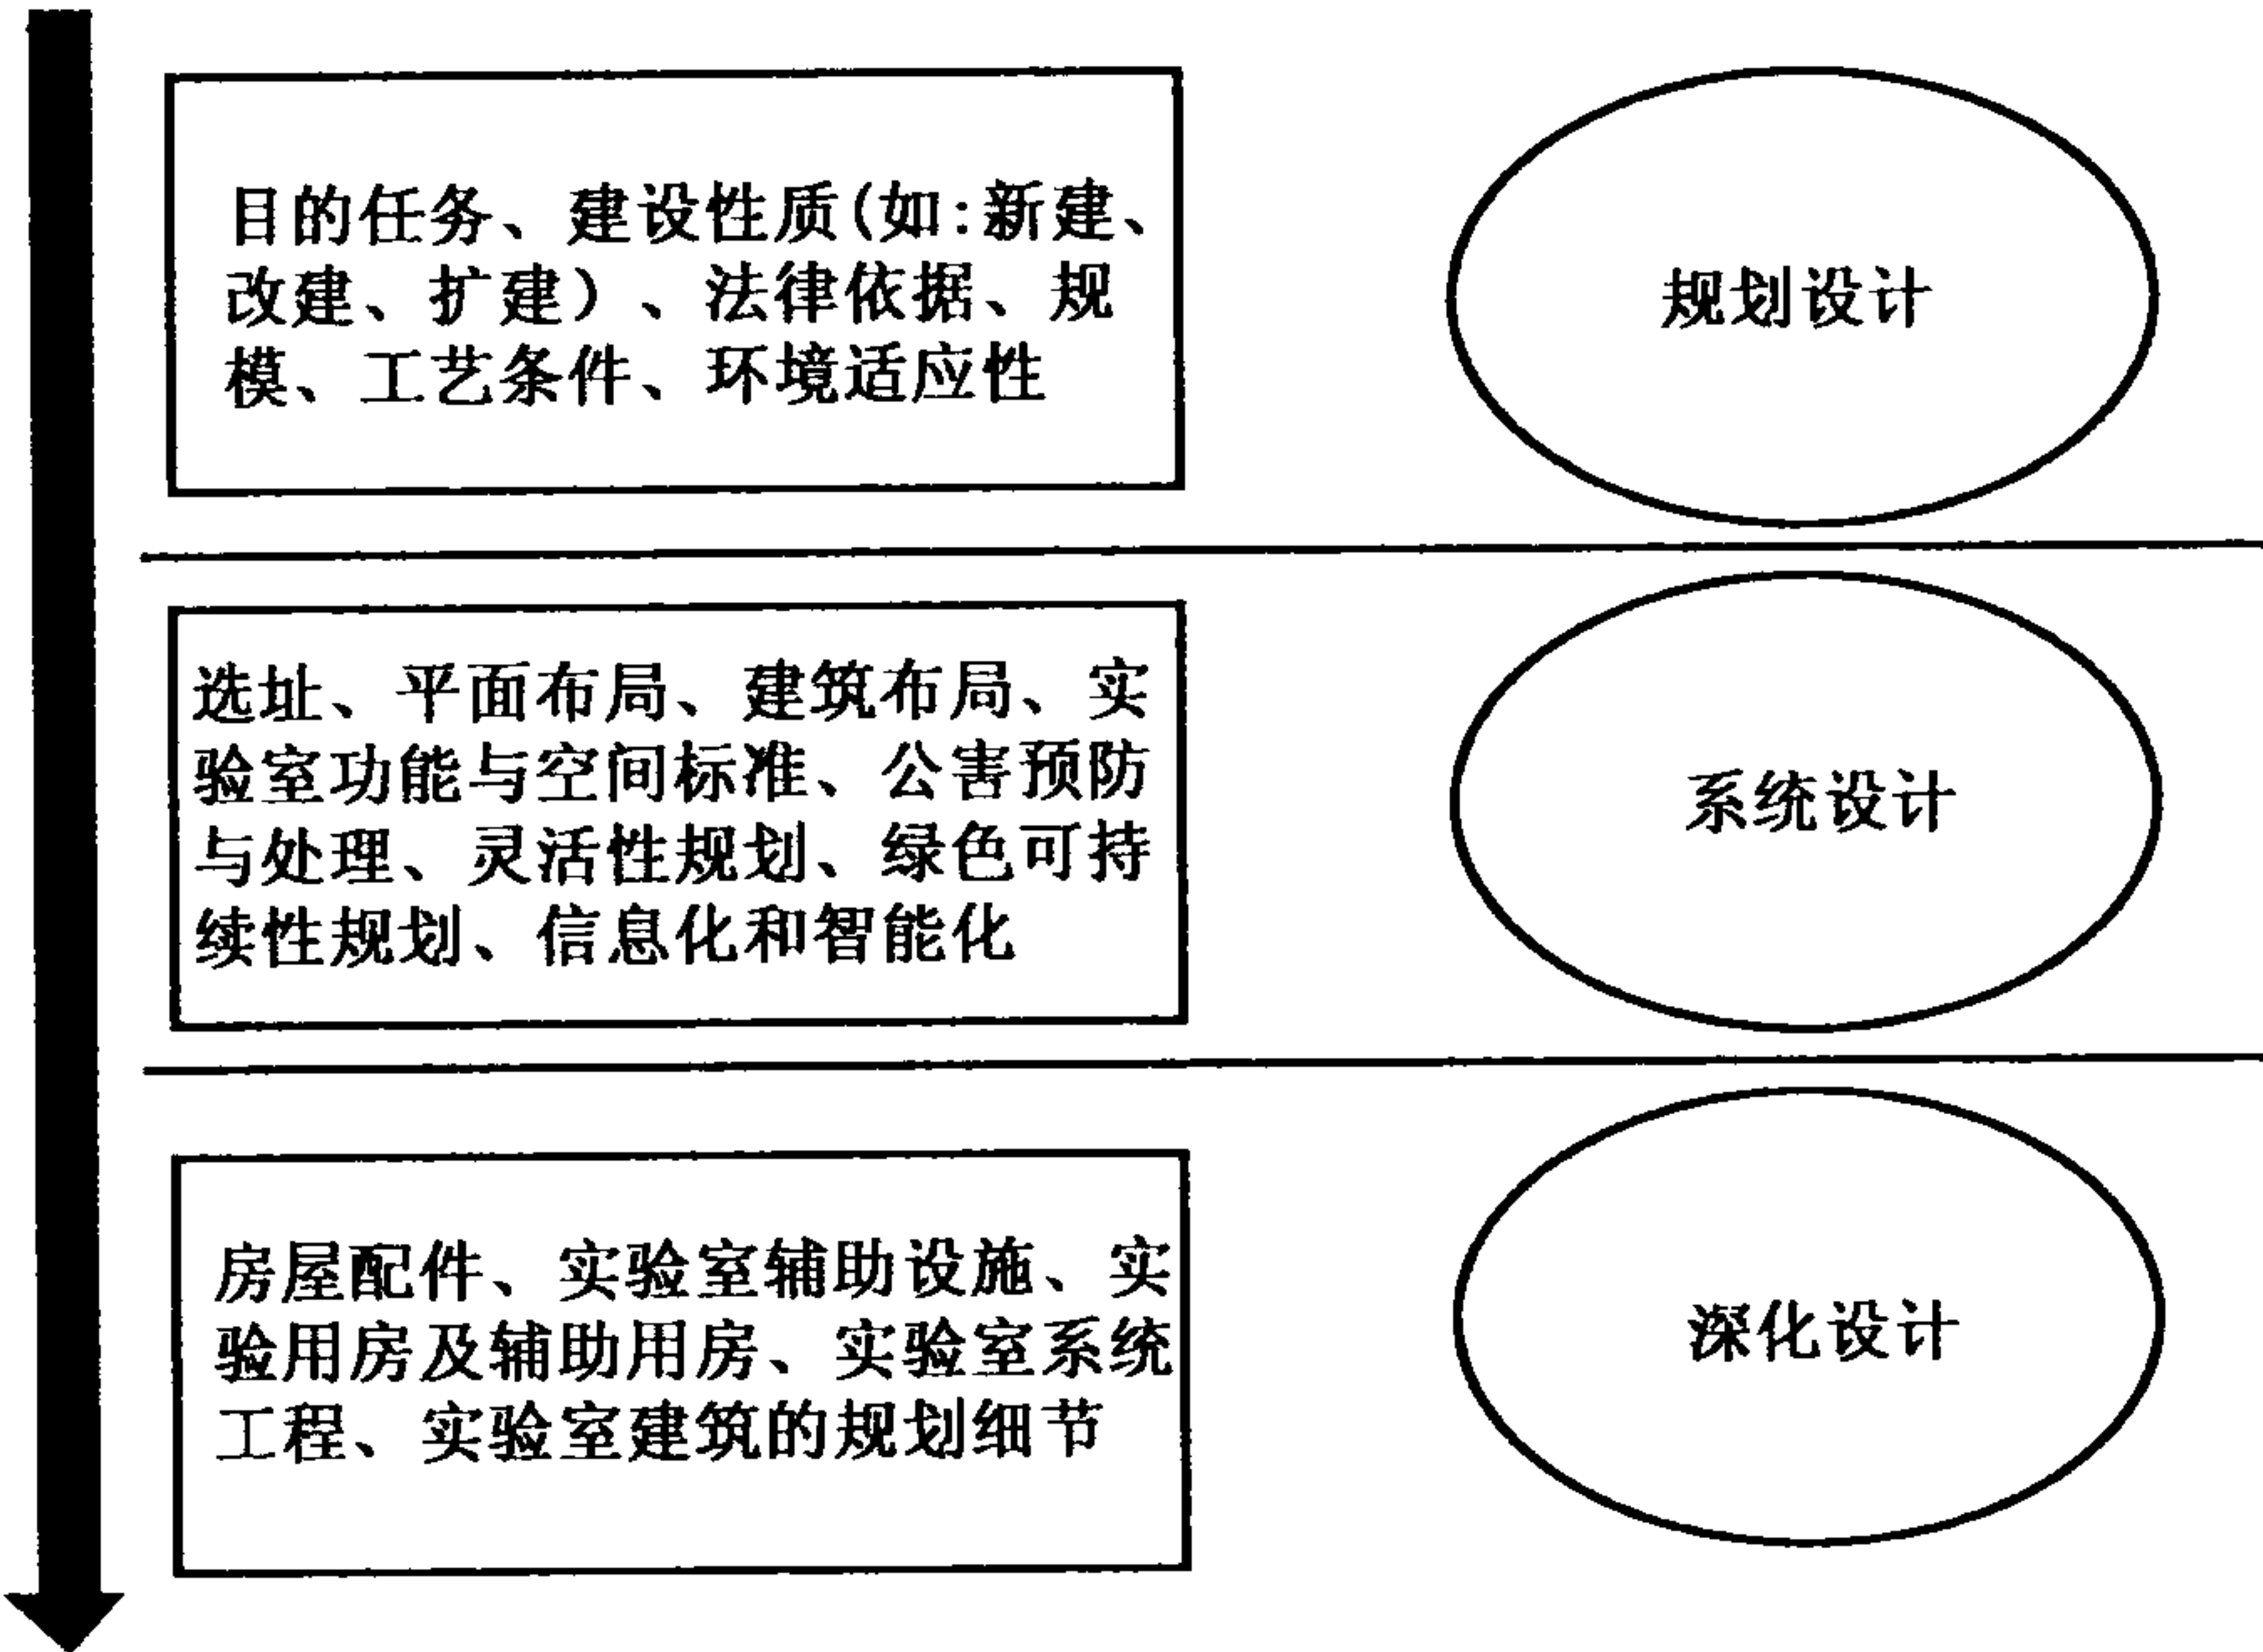 目的任务、建设性质(如:新建、
改建、扩建)、法律依据、规
模、工艺条件、环境适应性
规划设计
选址、平面布局、建筑布局、实
验室功能与空间标准、公害预防
与处理、灵活性规划、绿色可持
续性规划、信息化和智能化
系统设计
房屋配件、实验室辅助设施、实
验用房及辅助用房、实验室系统
工程、实验室建筑的规划细节
深化设计